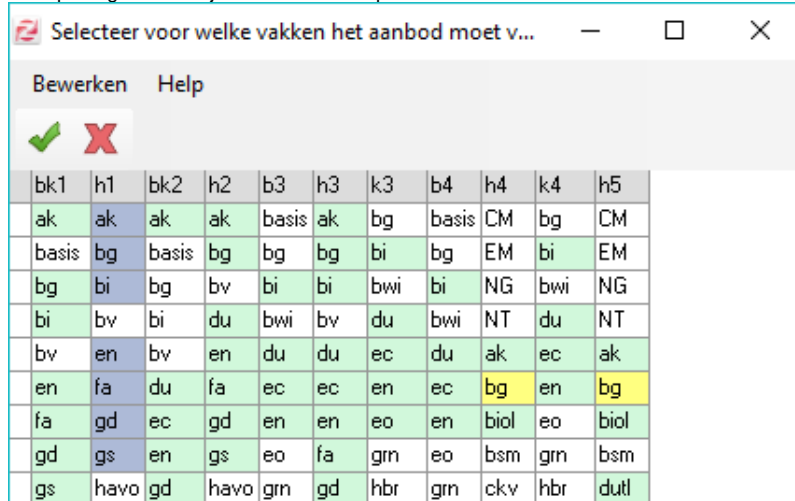 Selecteer voor welke vakken het aanbod moet v...
Bewerken Help
bk1 h1 bk2 h2 b3 h3 k3 b4 h4 k4 h5
ak ak ak ak basis ak bg basis CM bg CM
basis bg basis bg bg bg bi bg EM bi EM
bg bi bg bv bi bi bwi bi NG bwi NG
bi bv bi du bwi bv du bwi NT du NT
bv en bv en du du ec du ak ec ak
en fa du fa ec ec en ec bg en bg
fa gd ec gd en en eo en biol eo biol
gd gs en gs eo fa grn eo bsm grn bsm
gs havo gd havo grn gd hbr grn ckv hbr dutl